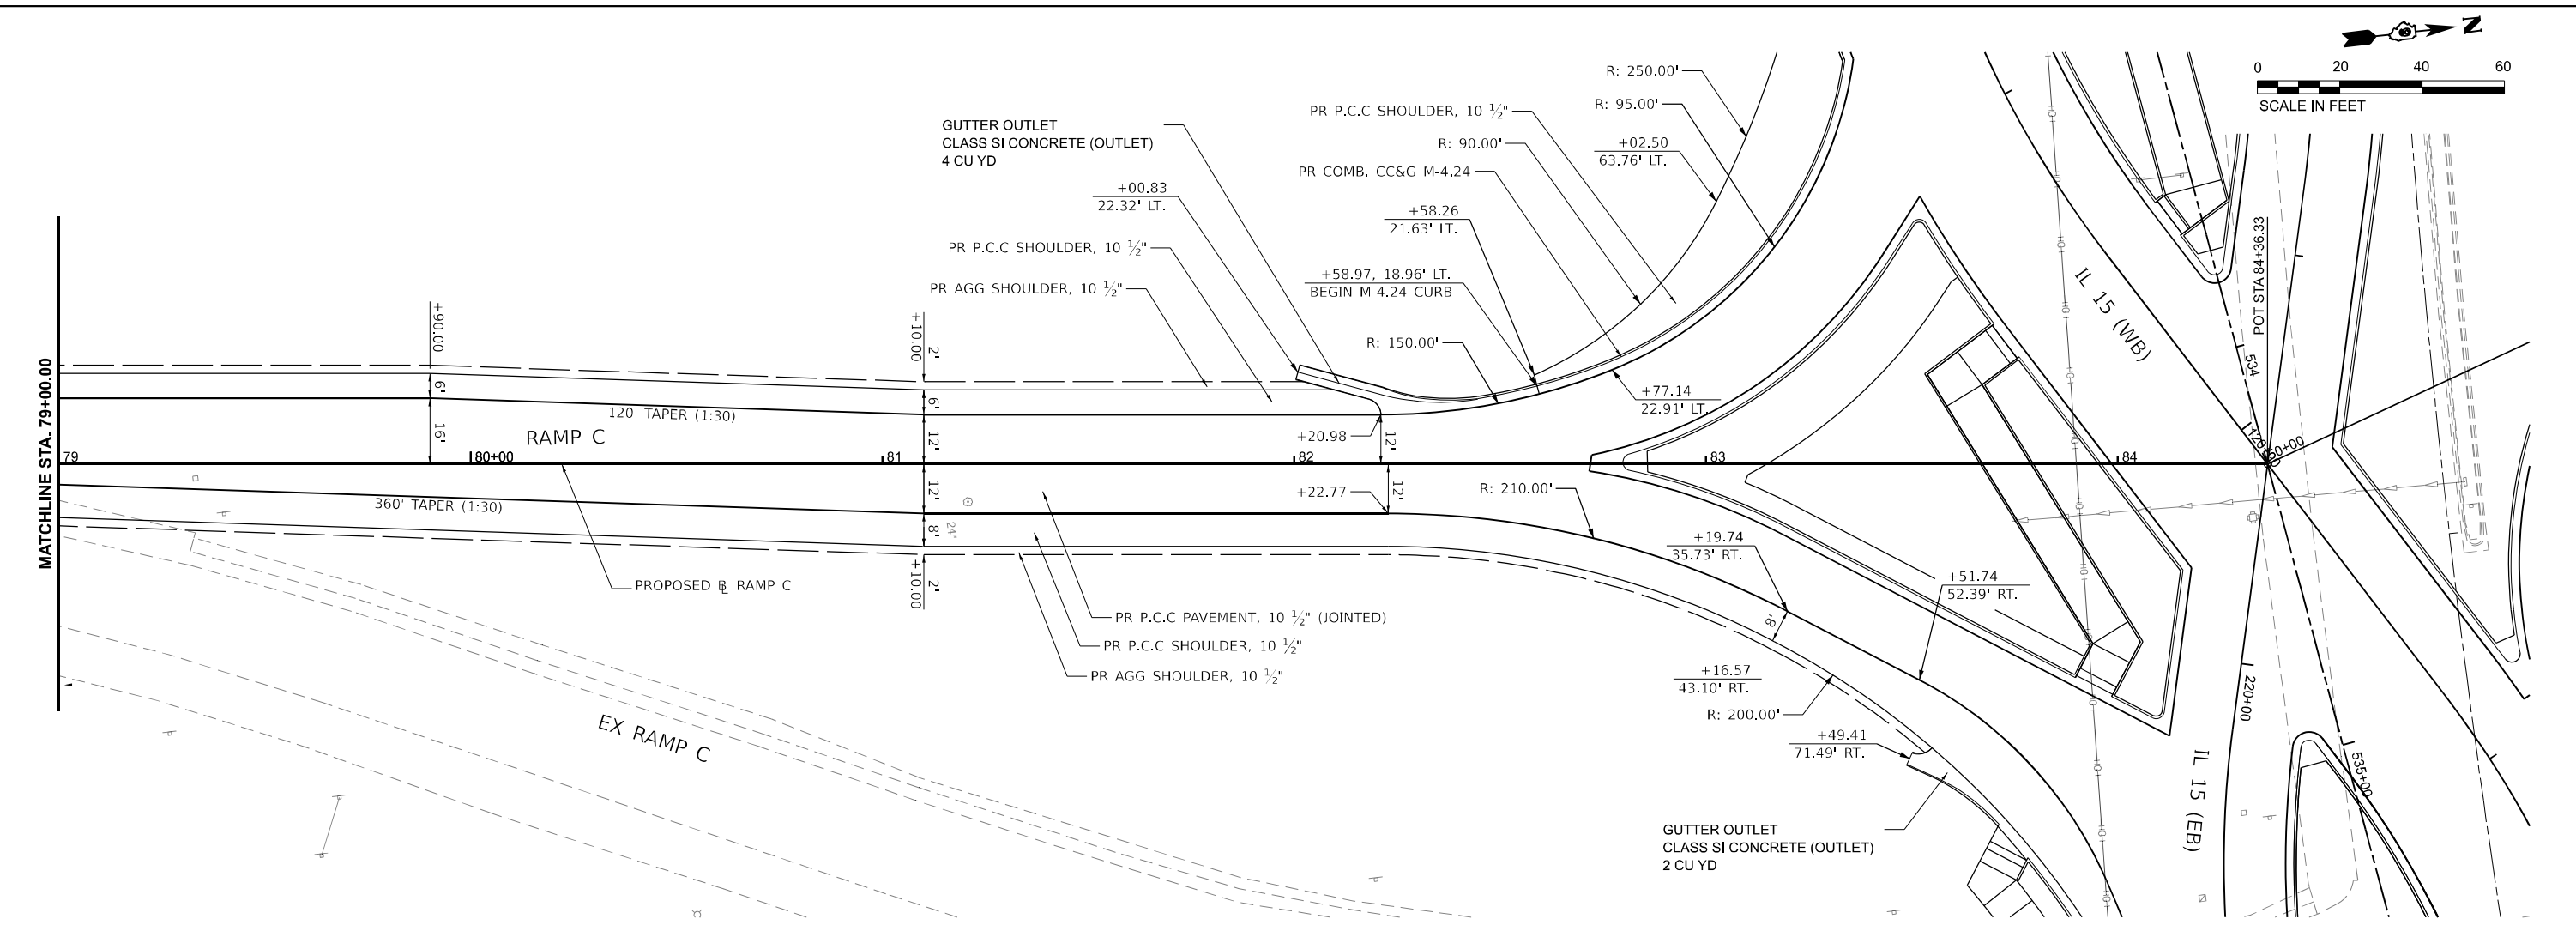 N
0 20 40 60
SCALE IN FEET
R: 250.00'
R: 95.00'
PR P.C.C SHOULDER, 10 ½"
GUTTER OUTLET
CLASS SI CONCRETE (OUTLET)
4 CU YD
R: 90.00'
+02.50
63.76' LT.
PR COMB. CC&G M-4.24
+00.83
22.32' LT.
+58.26
21.63' LT.
PR P.C.C SHOULDER, 10 ½"
+58.97, 18.96' LT.
BEGIN M-4.24 CURB
PR AGG SHOULDER, 10 ½"
R: 150.00'
IL 15 (WB)
POT STA 84+36.33
534
+90.00
+10.00
2'
6'
6'
120' TAPER (1:30)
+77.14
22.91' LT.
16'
RAMP C
12'
+20.98
12'
MATCHLINE STA. 79+00.00
79
80+00
81
82
83
84
50+00
360' TAPER (1:30)
12'
+22.77
12'
R: 210.00'
8'
24"
+10.00
2'
+19.74
35.73' RT.
8'
+51.74
52.39' RT.
PROPOSED ℄ RAMP C
PR P.C.C PAVEMENT, 10 ½" (JOINTED)
PR P.C.C SHOULDER, 10 ½"
PR AGG SHOULDER, 10 ½"
+16.57
43.10' RT.
R: 200.00'
220+00
EX RAMP C
+49.41
71.49' RT.
IL 15 (EB)
535+00
GUTTER OUTLET
CLASS SI CONCRETE (OUTLET)
2 CU YD